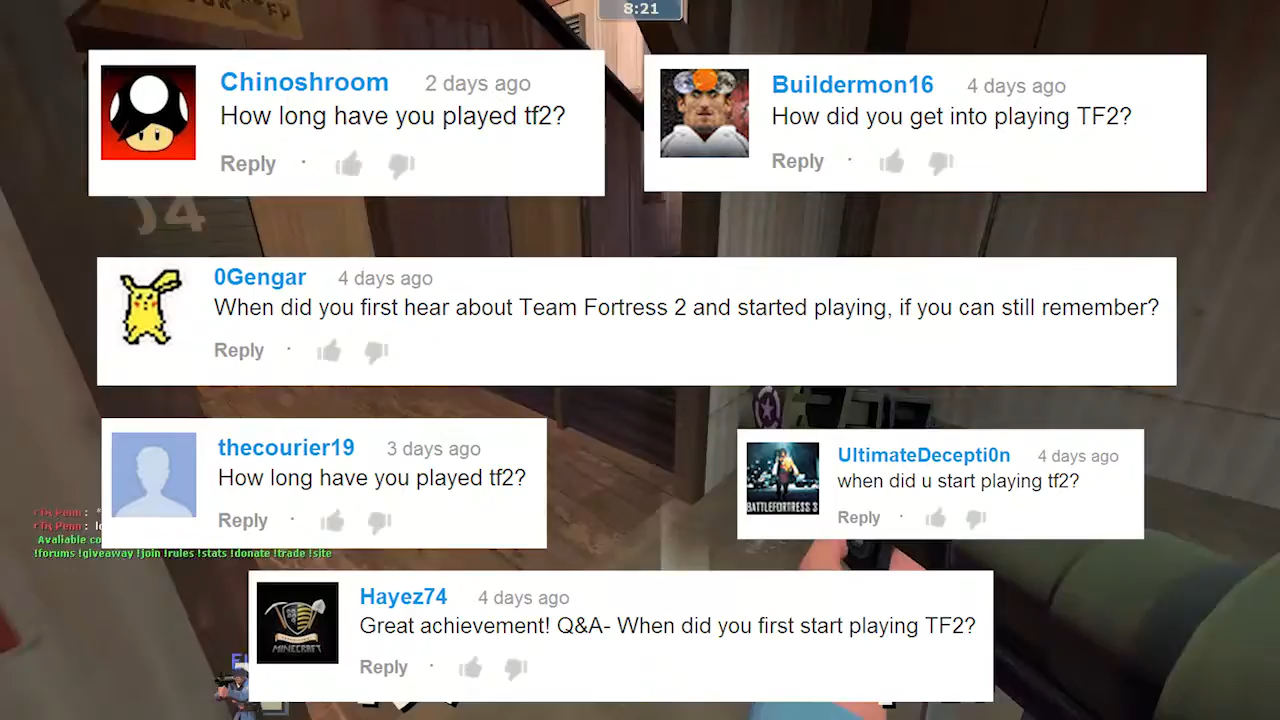 8:21
Chinoshroom 2 days ago
How long have you played tf2?
Reply ·
Buildermon16 4 days ago
How did you get into playing TF2?
Reply ·
0Gengar 4 days ago
When did you first hear about Team Fortress 2 and started playing, if you can still remember?
Reply ·
thecourier19 3 days ago
How long have you played tf2?
Reply ·
UltimateDecepti0n 4 days ago
when did u start playing tf2?
Reply ·
BATTLEFORTRESS 3
Avaliable co
!forums !giveaway !join !rules !stats !donate !trade !site
Hayez74 4 days ago
Great achievement! Q&A- When did you first start playing TF2?
Reply ·
MINECRAFT